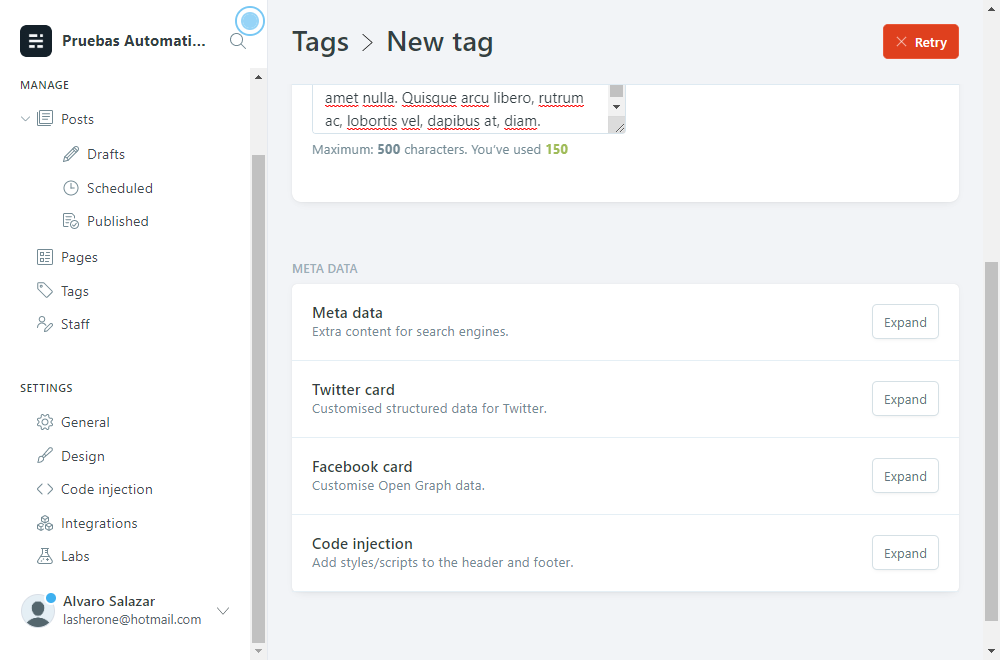 Pruebas Automati...
MANAGE
Posts
Drafts
Scheduled
Published
Pages
Tags
Staff
SETTINGS
General
Design
Code injection
Integrations
Labs
Alvaro Salazar
lasherone@hotmail.com
Tags > New tag
Retry
amet nulla. Quisque arcu libero, rutrum
ac, lobortis vel, dapibus at, diam.
Maximum: 500 characters. You’ve used 150
META DATA
Meta data
Extra content for search engines.
Expand
Twitter card
Customised structured data for Twitter.
Expand
Facebook card
Customise Open Graph data.
Expand
Code injection
Add styles/scripts to the header and footer.
Expand